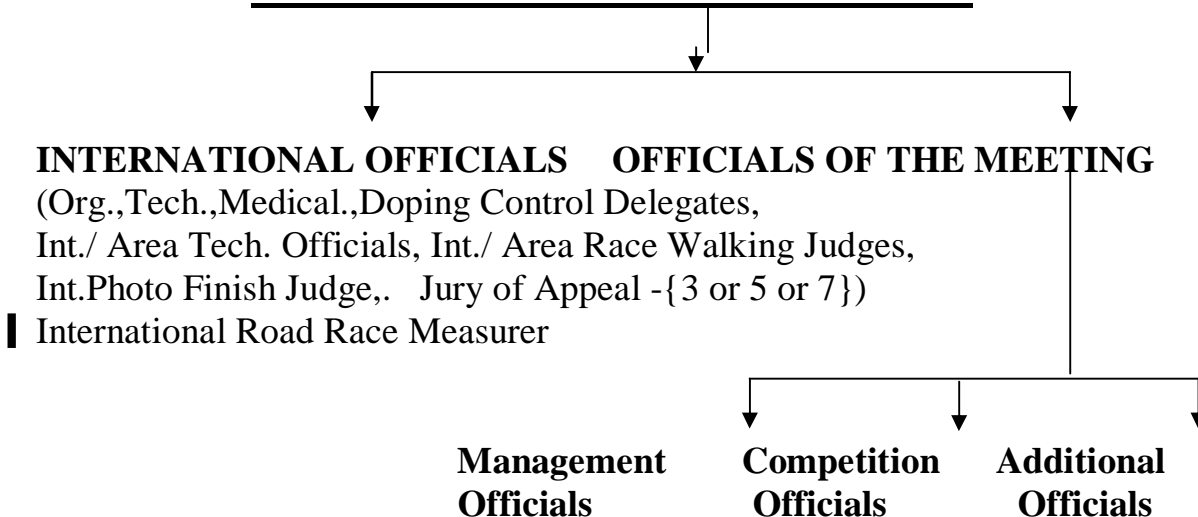 INTERNATIONAL OFFICIALS OFFICIALS OF THE MEETING
(Org.,Tech.,Medical.,Doping Control Delegates,
Int./ Area Tech. Officials, Int./ Area Race Walking Judges,
Int.Photo Finish Judge,. Jury of Appeal -{3 or 5 or 7})
International Road Race Measurer
Management Competition Additional
Officials Officials Officials